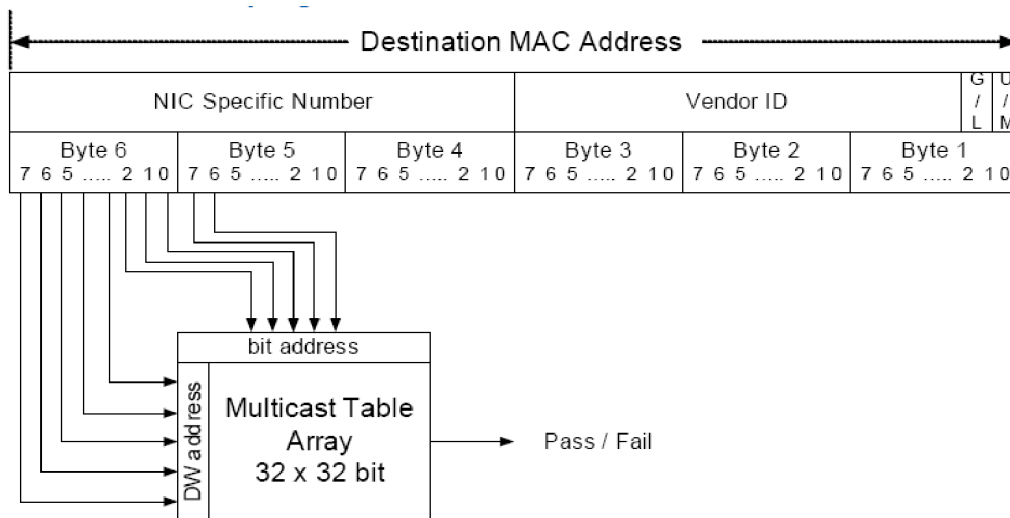 Destination MAC Address
NIC Specific Number
Vendor ID
G / L
U / M
Byte 6
Byte 5
Byte 4
Byte 3
Byte 2
Byte 1
7 6 5 ..... 2 1 0
7 6 5 ..... 2 1 0
7 6 5 ..... 2 1 0
7 6 5 ..... 2 1 0
7 6 5 .... 2 1 0
7 6 5 ..... 2 1 0
bit address
DW address
Multicast Table
Array
32 x 32 bit
Pass / Fail